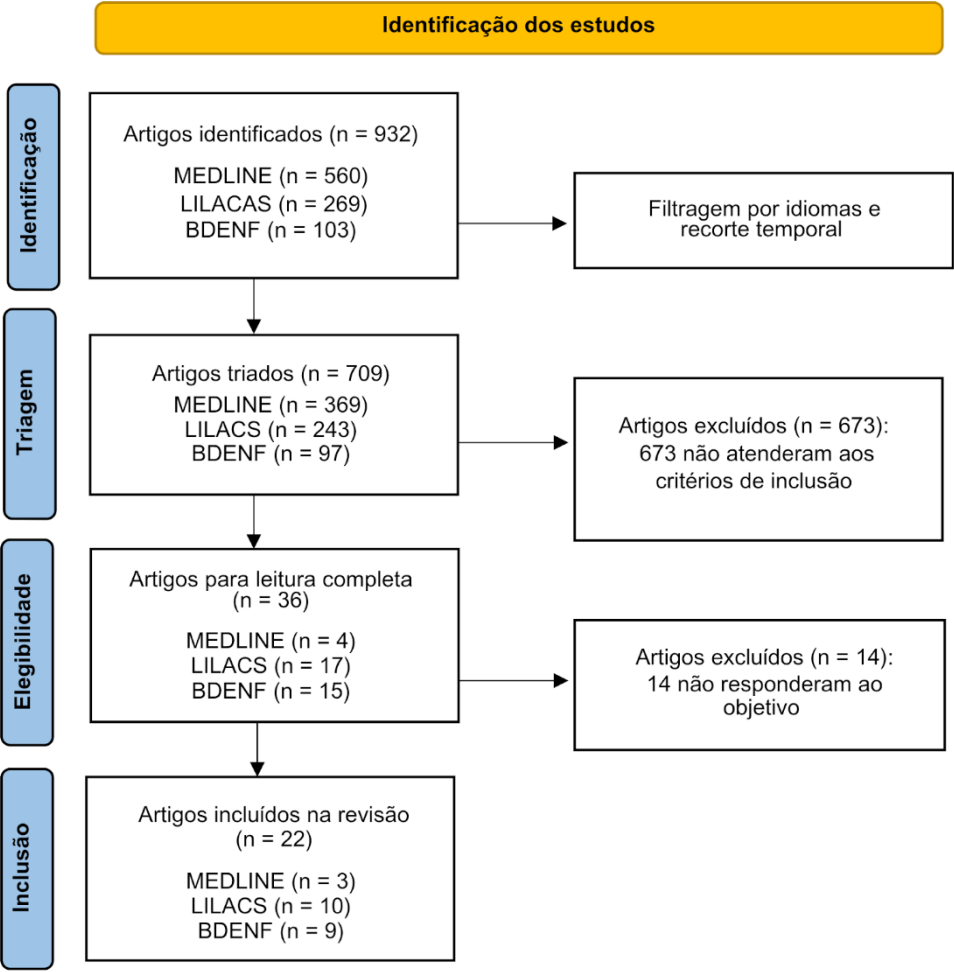 Identificação dos estudos
Identificação
Artigos identificados (n = 932)
MEDLINE (n = 560)
LILACAS (n = 269)
BDENF (n = 103)
Filtragem por idiomas e
recorte temporal
Triagem
Artigos triados (n = 709)
MEDLINE (n = 369)
LILACS (n = 243)
BDENF (n = 97)
Artigos excluídos (n = 673):
673 não atenderam aos
critérios de inclusão
Elegibilidade
Artigos para leitura completa
(n = 36)
MEDLINE (n = 4)
LILACS (n = 17)
BDENF (n = 15)
Artigos excluídos (n = 14):
14 não responderam ao
objetivo
Inclusão
Artigos incluídos na revisão
(n = 22)
MEDLINE (n = 3)
LILACS (n = 10)
BDENF (n = 9)